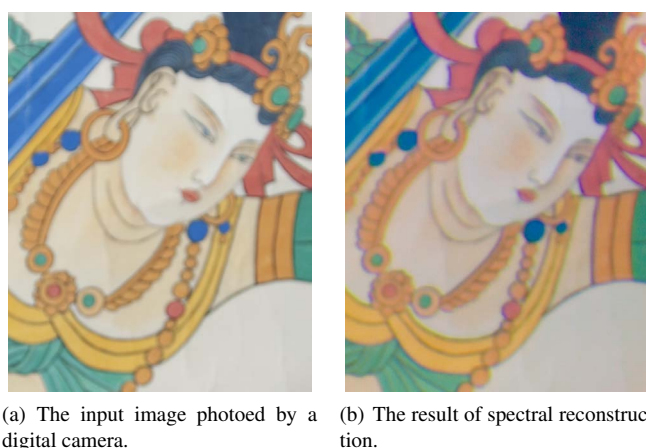 (a) The input image photoed by a
digital camera.
(b) The result of spectral reconstruc
tion.